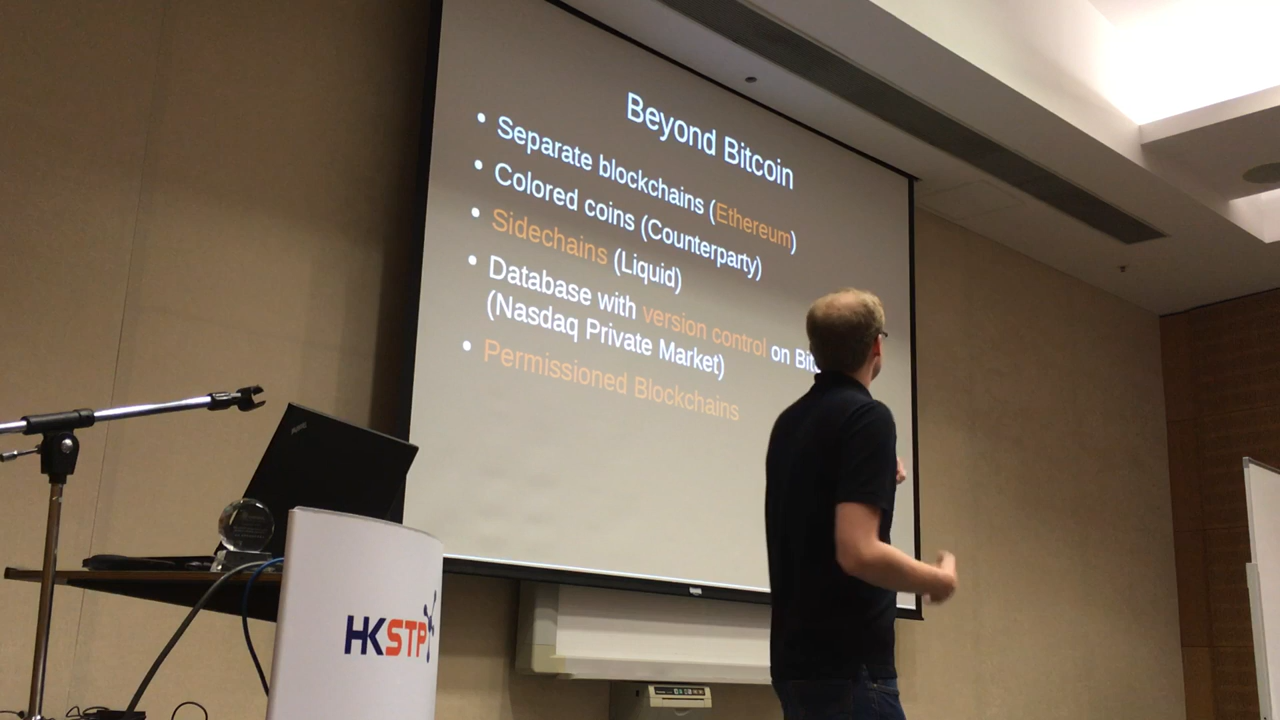 Beyond Bitcoin
• Separate blockchains (Ethereum)
• Colored coins (Counterparty)
• Sidechains (Liquid)
• Database with version control on
(Nasdaq Private Market)
• Permissioned Blockchains
HKSTP